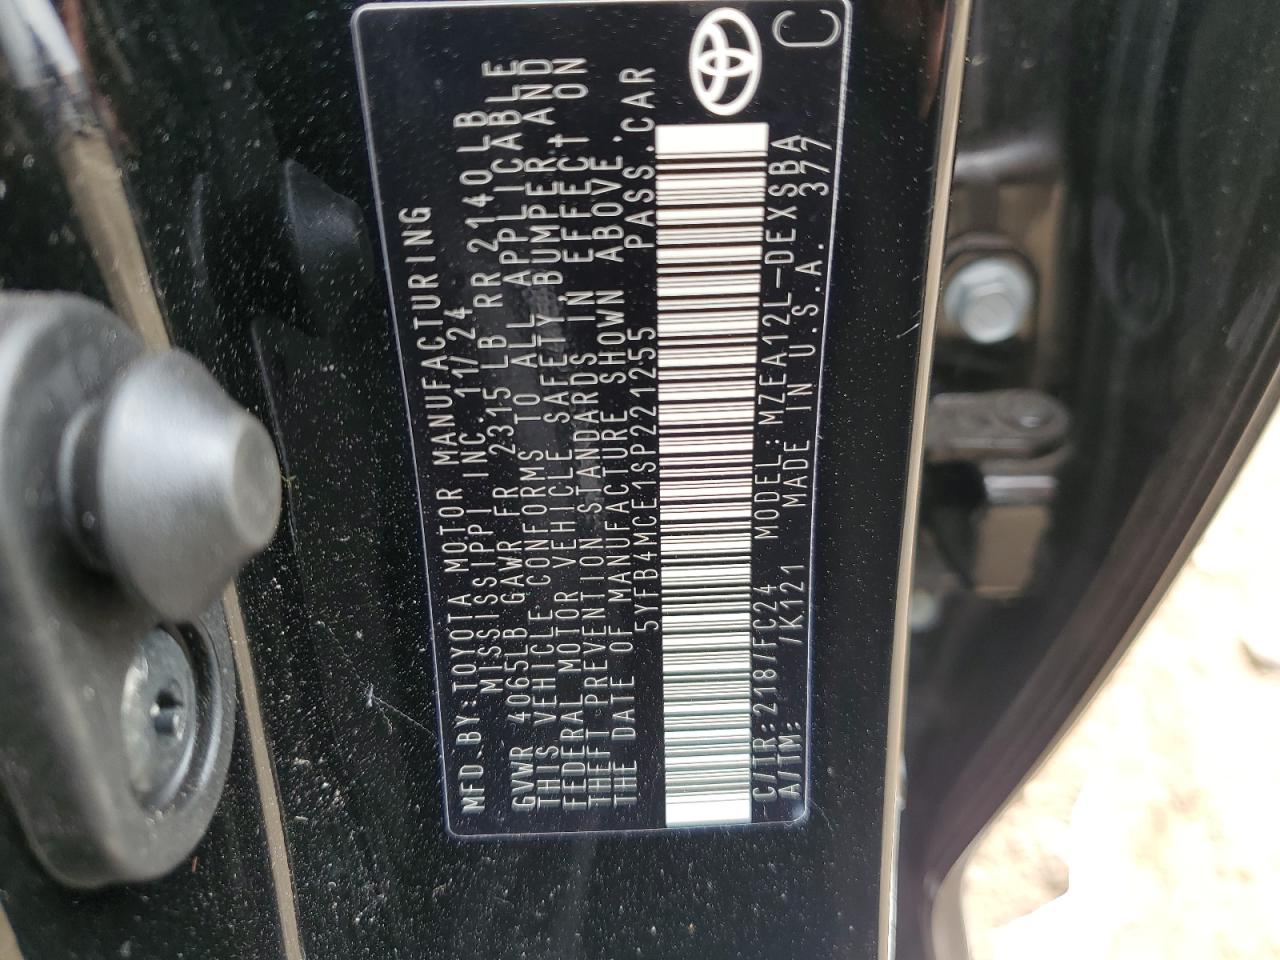 MFD. BY: TOYOTA MOTOR MANUFACTURING
MISSISSIPPI INC 11/24
GVWR 4065LB GAWR FR 2315 LB RR 2140LB
THIS VEHICLE CONFORMS TO ALL APPLICABLE
FEDERAL MOTOR VEHICLE SAFETY, BUMPER, AND
THEFT PREVENTION STANDARDS IN EFFECT ON
THE DATE OF MANUFACTURE SHOWN ABOVE.
5YFB4MCE1SP221255 PASS. CAR
C/TR: 218/FC24 MODEL: MZEA12L-DEXSBA
A/TM: /K121 MADE IN U.S.A. 377
C